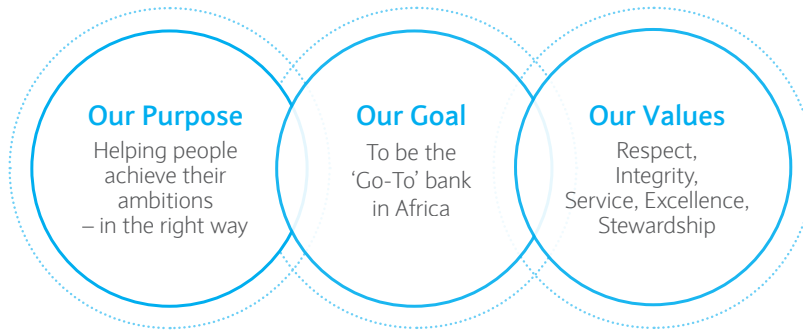 Our Purpose
Helping people
achieve their
ambitions
– in the right way
Our Goal
To be the
‘Go-To’ bank
in Africa
Our Values
Respect,
Integrity,
Service, Excellence,
Stewardship